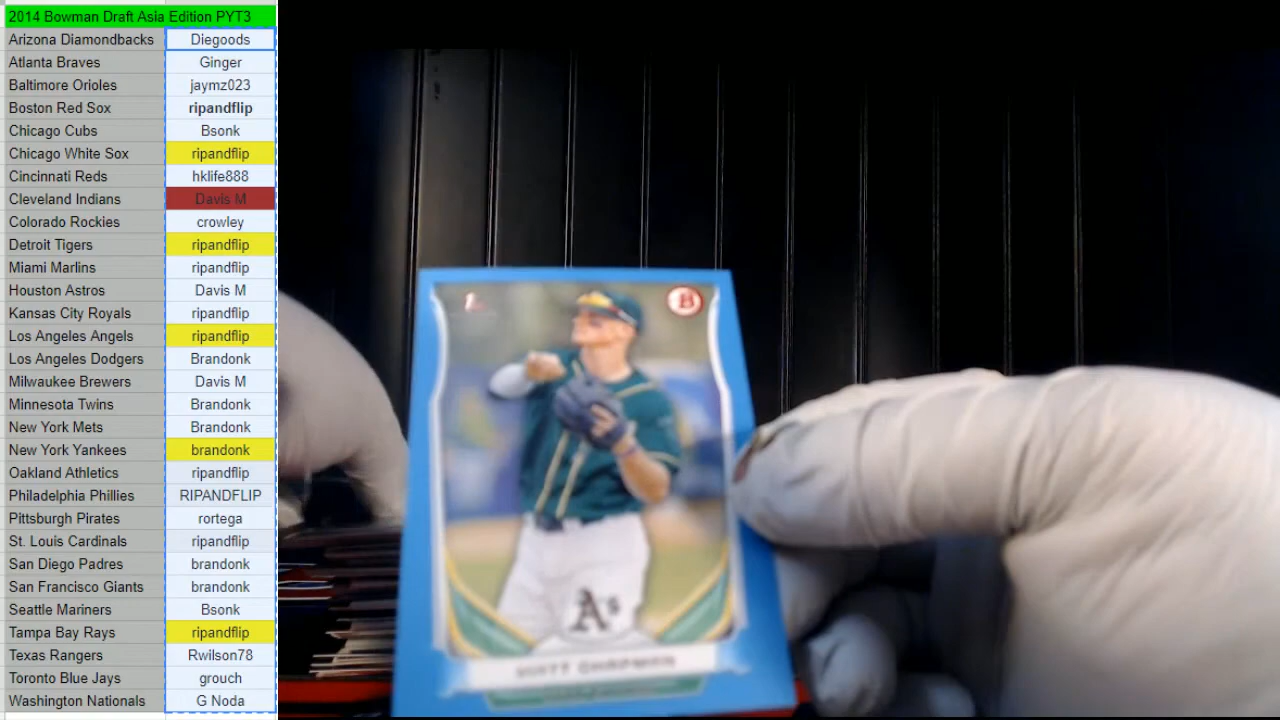 2014 Bowman Draft Asia Edition PYT3
Arizona Diamondbacks Diegoods
Atlanta Braves Ginger
Baltimore Orioles jaymz023
Boston Red Sox ripandflip
Chicago Cubs Bsonk
Chicago White Sox ripandflip
Cincinnati Reds hklife888
Cleveland Indians Davis M
Colorado Rockies crowley
Detroit Tigers ripandflip
Miami Marlins ripandflip
Houston Astros Davis M
Kansas City Royals ripandflip
Los Angeles Angels ripandflip
Los Angeles Dodgers Brandonk
Milwaukee Brewers Davis M
Minnesota Twins Brandonk
New York Mets Brandonk
New York Yankees brandonk
Oakland Athletics ripandflip
Philadelphia Phillies RIPANDFLIP
Pittsburgh Pirates rortega
St. Louis Cardinals ripandflip
San Diego Padres brandonk
San Francisco Giants brandonk
Seattle Mariners Bsonk
Tampa Bay Rays ripandflip
Texas Rangers Rwilson78
Toronto Blue Jays grouch
Washington Nationals G Noda
B
A's
MATT CHAPMAN